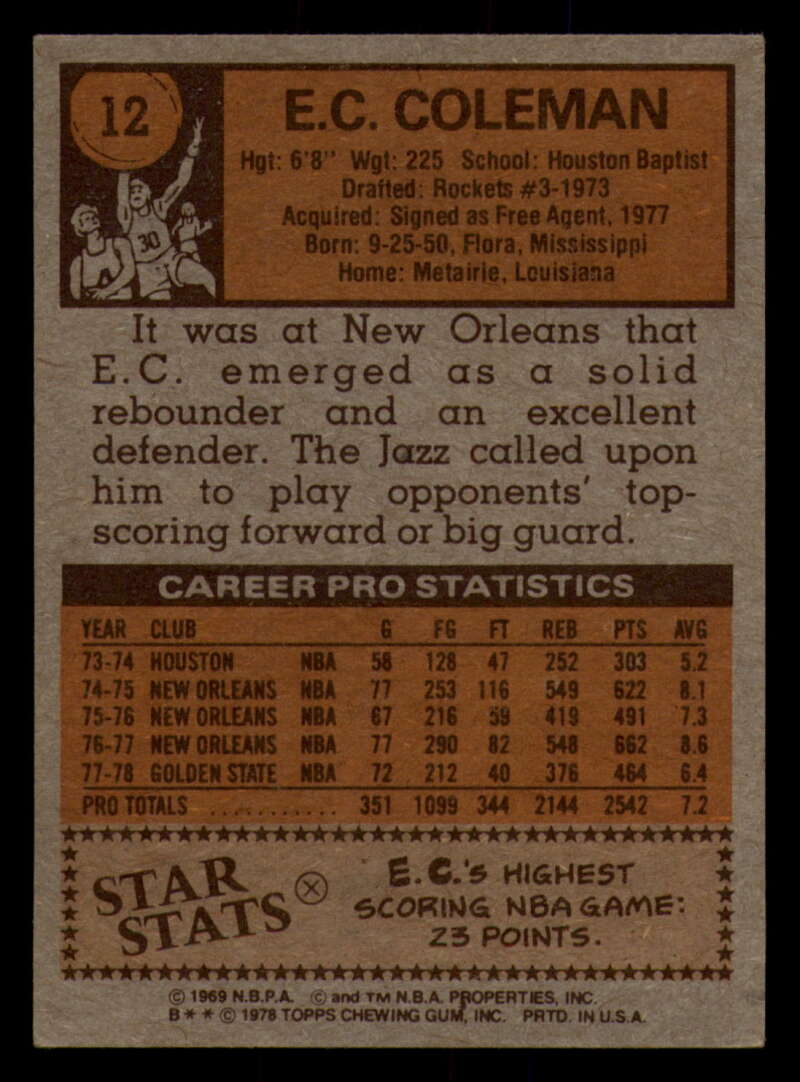 12
30
E.C. COLEMAN
Hgt: 6'8" Wgt: 225 School: Houston Baptist
Drafted: Rockets #3-1973
Acquired: Signed as Free Agent, 1977
Born: 9-25-50, Flora, Mississippi
Home: Metairie, Louisiana
It was at New Orleans that
E.C. emerged as a solid
rebounder and an excellent
defender. The Jazz called upon
him to play opponents' top-
scoring forward or big guard.
CAREER PRO STATISTICS
YEAR CLUB G FG FT REB PTS AVG
73-74 HOUSTON NBA 58 128 47 252 303 5.2
74-75 NEW ORLEANS NBA 77 253 116 549 622 8.1
75-76 NEW ORLEANS NBA 67 216 59 419 491 7.3
76-77 NEW ORLEANS NBA 77 290 82 548 662 8.6
77-78 GOLDEN STATE NBA 72 212 40 376 464 6.4
PRO TOTALS ............ 351 1099 344 2144 2542 7.2
STAR
STATS
E.C.'S HIGHEST
SCORING NBA GAME:
23 POINTS.
© 1969 N.B.P.A. © and TM N.B.A. PROPERTIES, INC.
B * * © 1978 TOPPS CHEWING GUM, INC. PRTD. IN U.S.A.